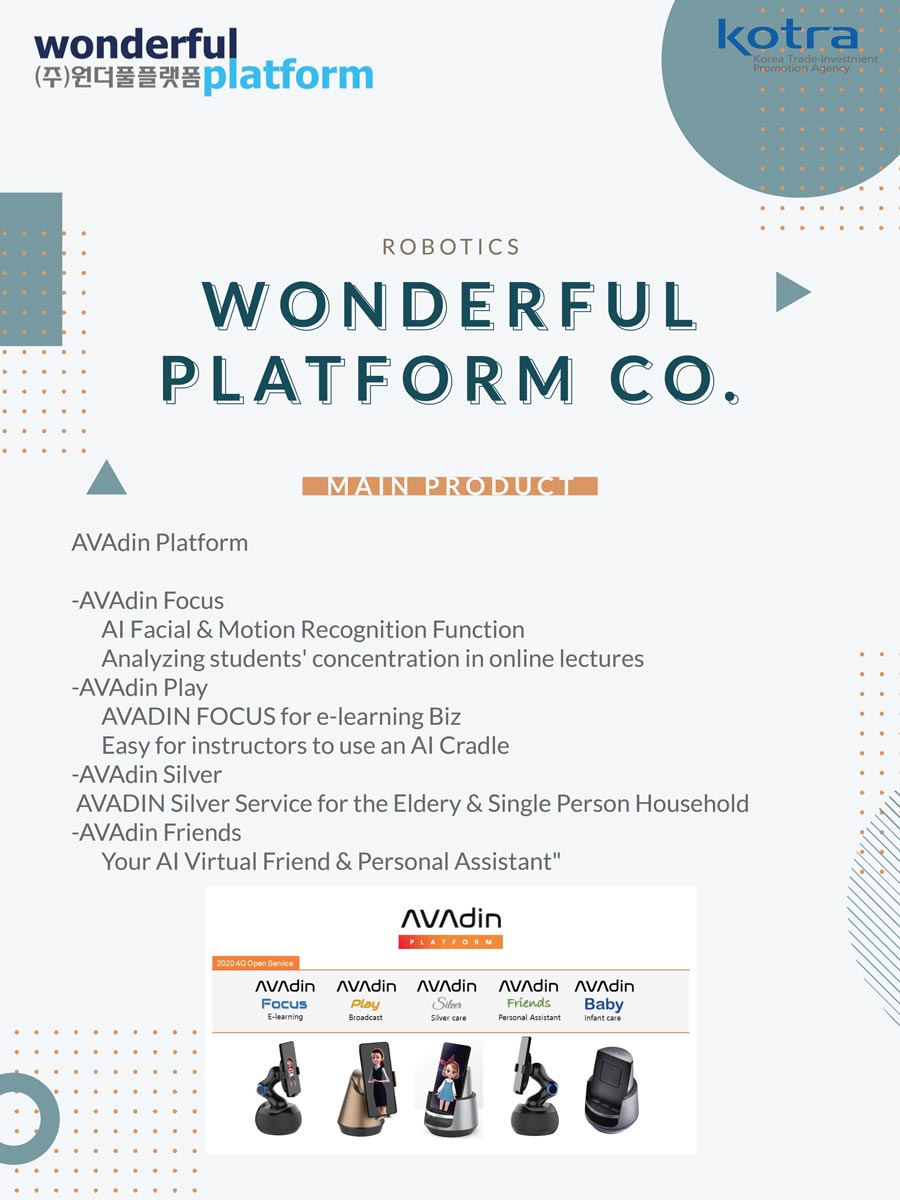 wonderful
(주)원더풀플랫폼platform
kotra
Korea Trade-Investment
Promotion Agency
ROBOTICS
WONDERFUL
PLATFORM CO.
MAIN PRODUCT
AVAdin Platform
-AVAdin Focus
AI Facial & Motion Recognition Function
Analyzing students' concentration in online lectures
-AVAdin Play
AVADIN FOCUS for e-learning Biz
Easy for instructors to use an AI Cradle
-AVAdin Silver
AVADIN Silver Service for the Eldery & Single Person Household
-AVAdin Friends
Your AI Virtual Friend & Personal Assistant"
AVAdin
PLATFORM
2020 4Q Open Service
AVAdin AVAdin AVAdin AVAdin AVAdin
Focus Play Silver Friends Baby
E-learning Broadcast Silver care Personal Assistant Infant care